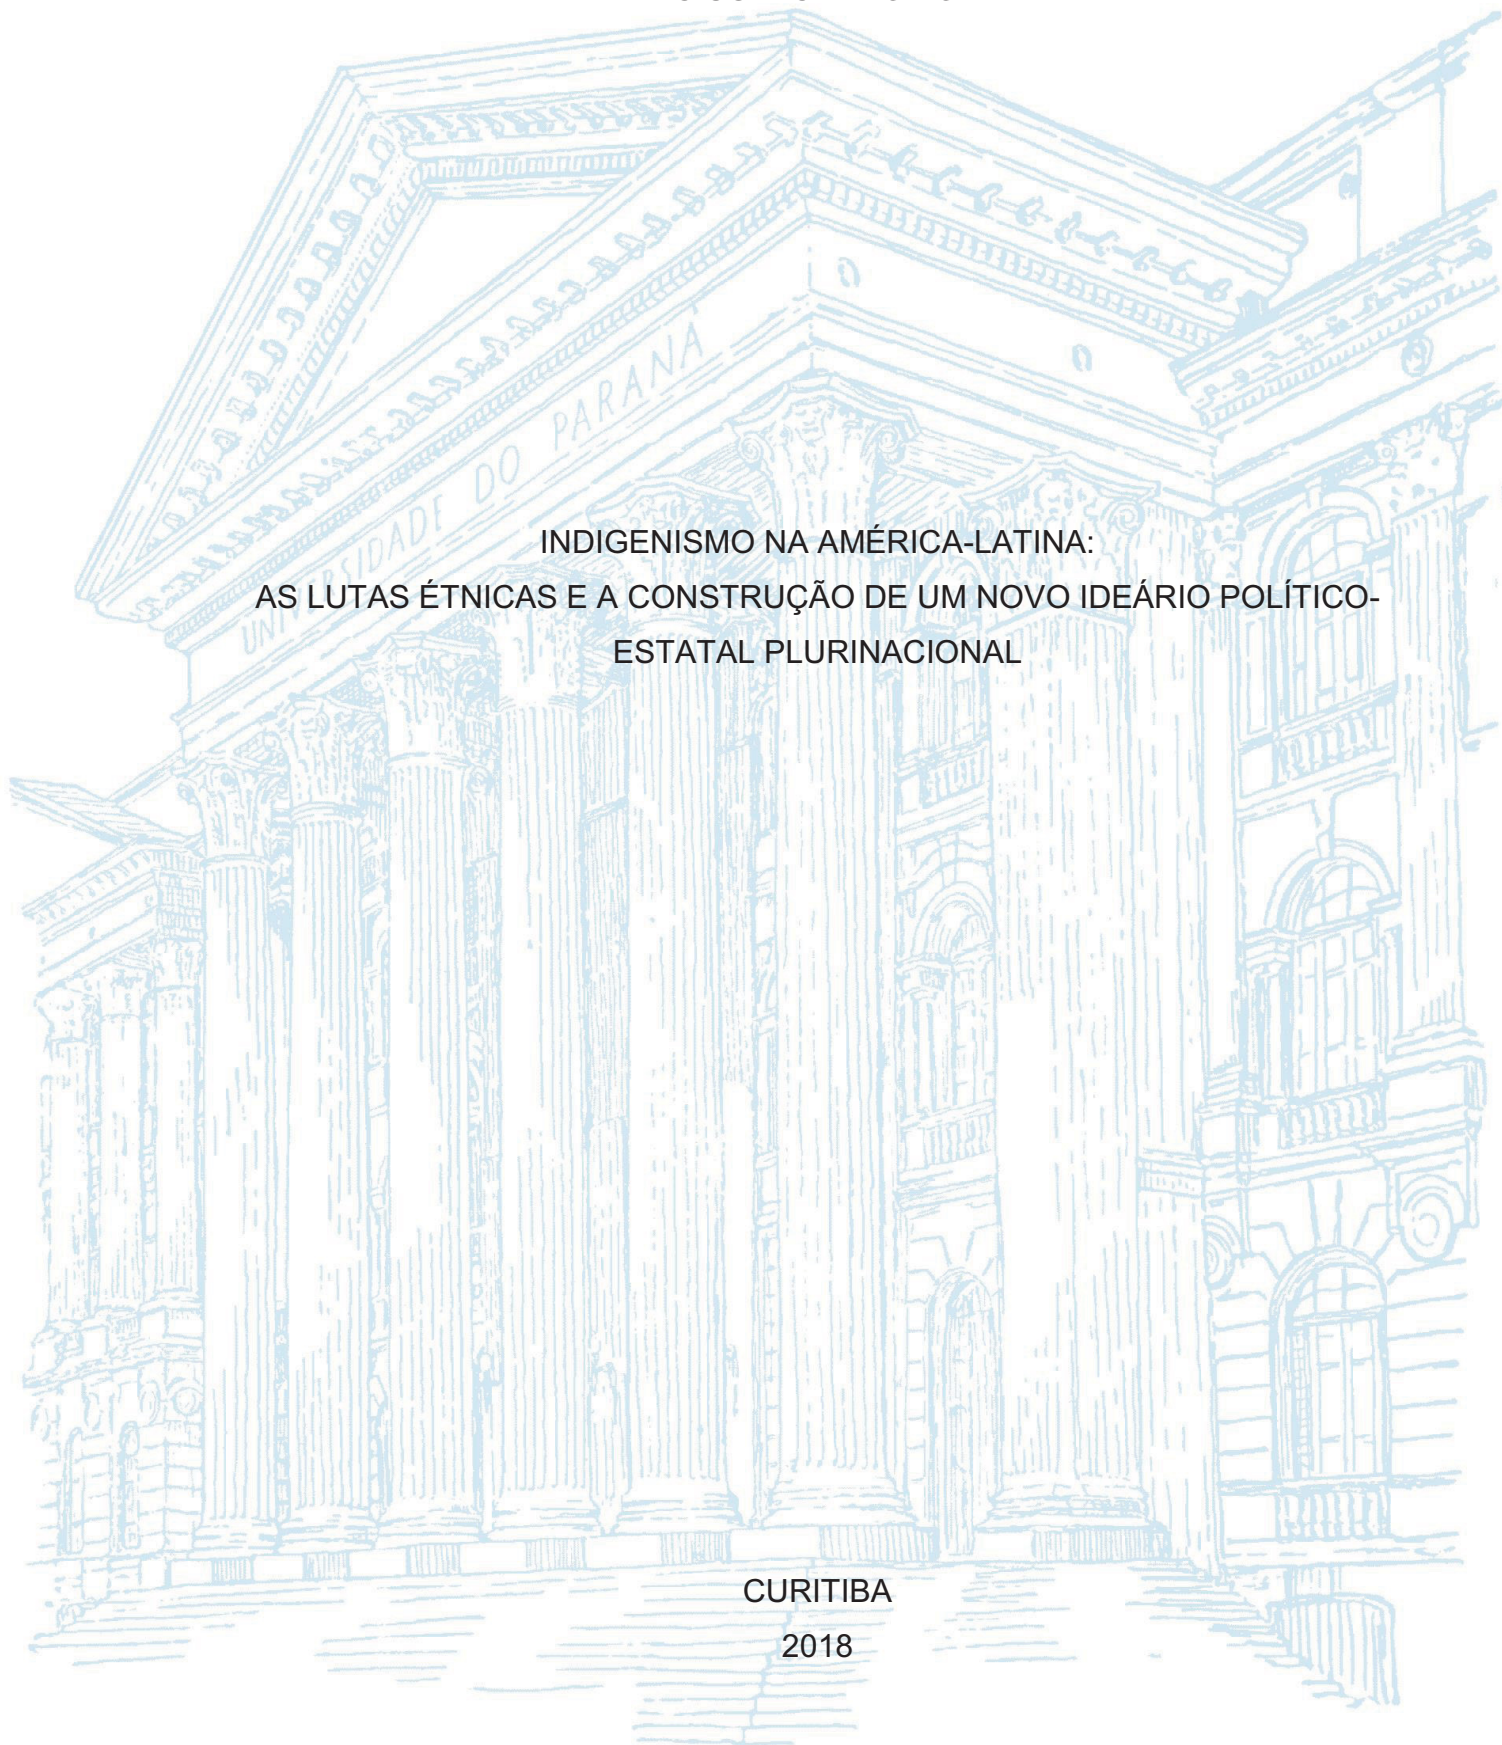 UNIVERSIDADE DO PARANÁ
INDIGENISMO NA AMÉRICA-LATINA:
AS LUTAS ÉTNICAS E A CONSTRUÇÃO DE UM NOVO IDEÁRIO POLÍTICO-
ESTATAL PLURINACIONAL
CURITIBA
2018